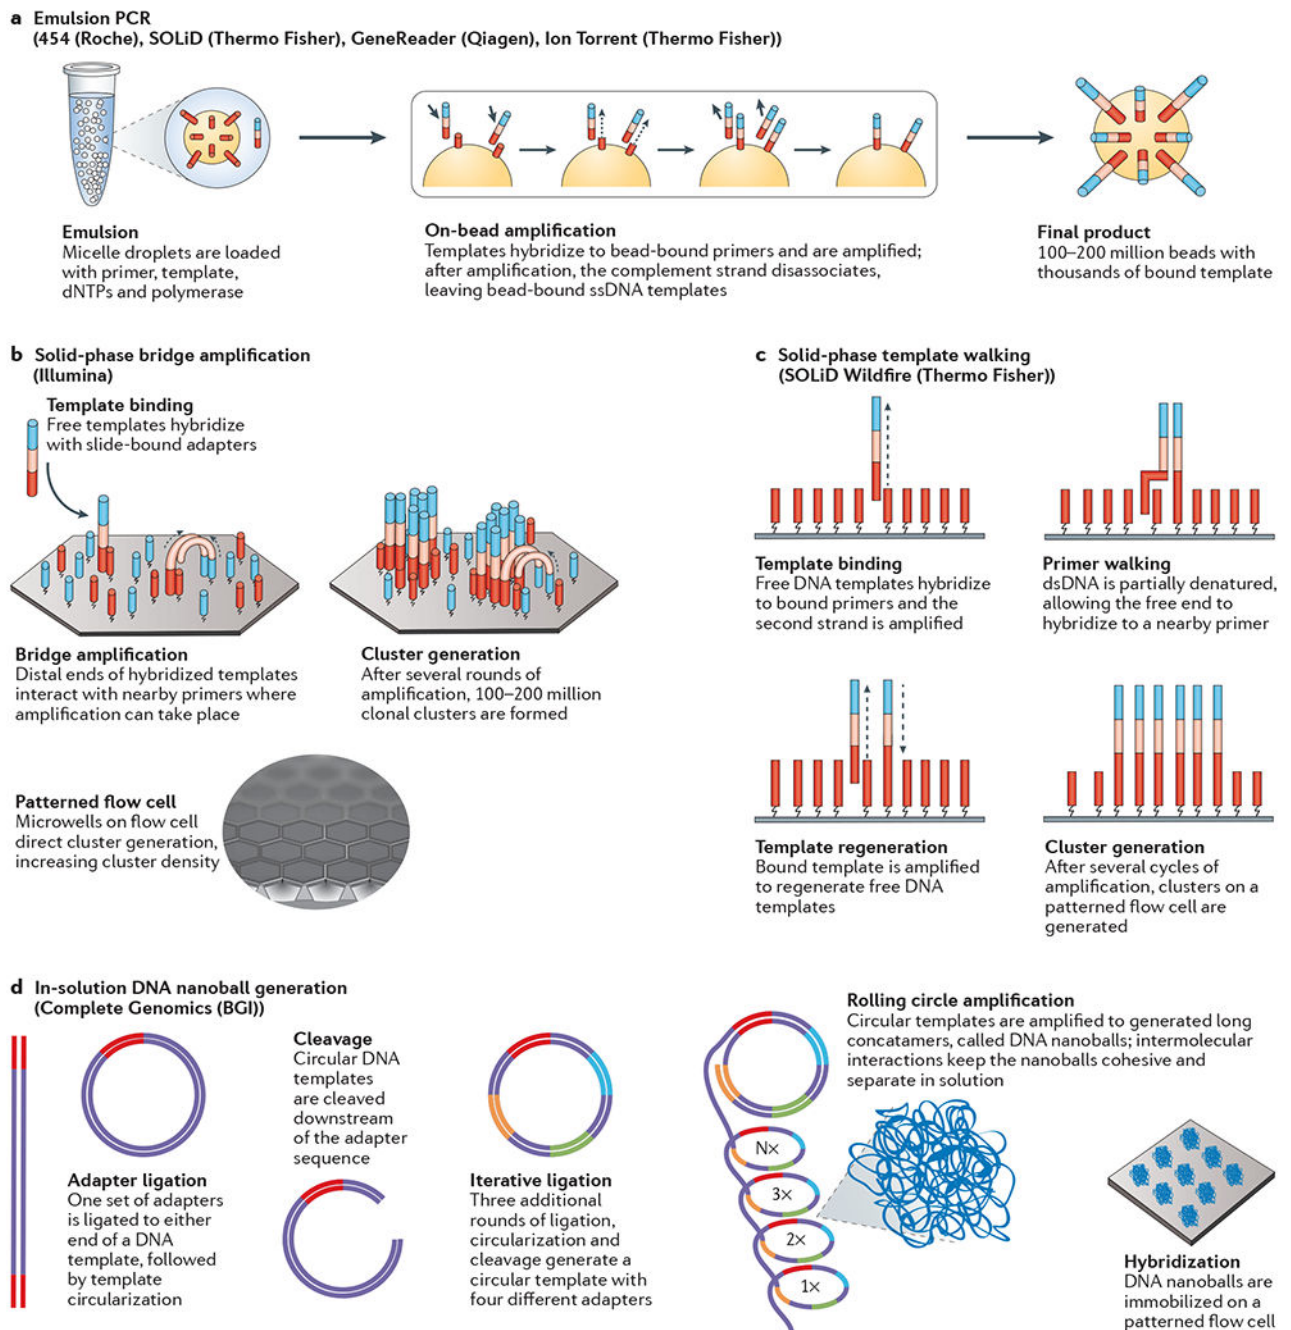 a Emulsion PCR
(454 (Roche), SOLiD (Thermo Fisher), GeneReader (Qiagen), Ion Torrent (Thermo Fisher))
Emulsion
Micelle droplets are loaded
with primer, template,
dNTPs and polymerase
On-bead amplification
Templates hybridize to bead-bound primers and are amplified;
after amplification, the complement strand disassociates,
leaving bead-bound ssDNA templates
Final product
100–200 million beads with
thousands of bound template
b Solid-phase bridge amplification
(Illumina)
Template binding
Free templates hybridize
with slide-bound adapters
Bridge amplification
Distal ends of hybridized templates
interact with nearby primers where
amplification can take place
Cluster generation
After several rounds of
amplification, 100–200 million
clonal clusters are formed
Patterned flow cell
Microwells on flow cell
direct cluster generation,
increasing cluster density
c Solid-phase template walking
(SOLiD Wildfire (Thermo Fisher))
Template binding
Free DNA templates hybridize
to bound primers and the
second strand is amplified
Primer walking
dsDNA is partially denatured,
allowing the free end to
hybridize to a nearby primer
Template regeneration
Bound template is amplified
to regenerate free DNA
templates
Cluster generation
After several cycles of
amplification, clusters on a
patterned flow cell are
generated
d In-solution DNA nanoball generation
(Complete Genomics (BGI))
Adapter ligation
One set of adapters
is ligated to either
end of a DNA
template, followed
by template
circularization
Cleavage
Circular DNA
templates
are cleaved
downstream
of the adapter
sequence
Iterative ligation
Three additional
rounds of ligation,
circularization and
cleavage generate a
circular template with
four different adapters
Rolling circle amplification
Circular templates are amplified to generated long
concatamers, called DNA nanoballs; intermolecular
interactions keep the nanoballs cohesive and
separate in solution
N×
3×
2×
1×
Hybridization
DNA nanoballs are
immobilized on a
patterned flow cell